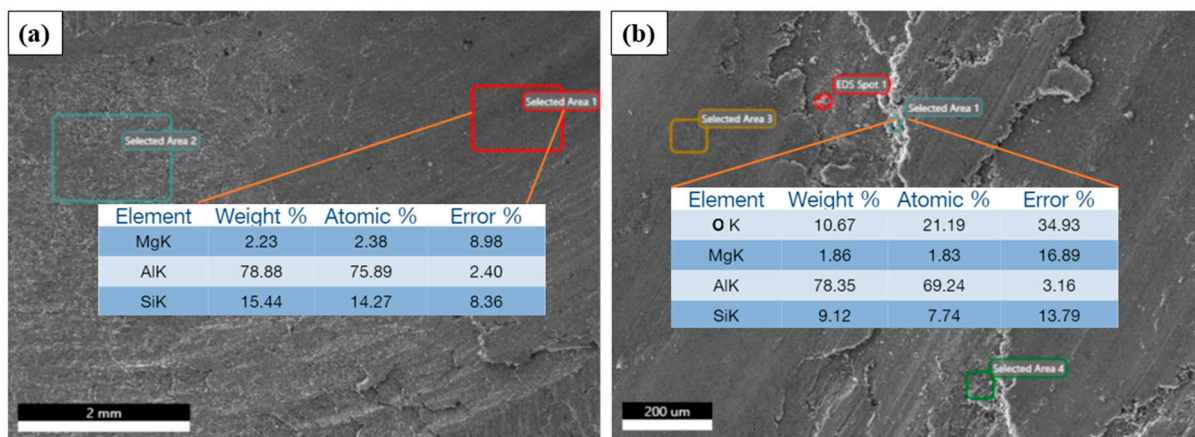 (a)
Selected Area 1
Selected Area 2
Element Weight % Atomic % Error %
MgK 2.23 2.38 8.98
AlK 78.88 75.89 2.40
SiK 15.44 14.27 8.36
2 mm
(b)
EDS Spot 1
Selected Area 1
Selected Area 3
Element Weight % Atomic % Error %
O K 10.67 21.19 34.93
MgK 1.86 1.83 16.89
AlK 78.35 69.24 3.16
SiK 9.12 7.74 13.79
Selected Area 4
200 um